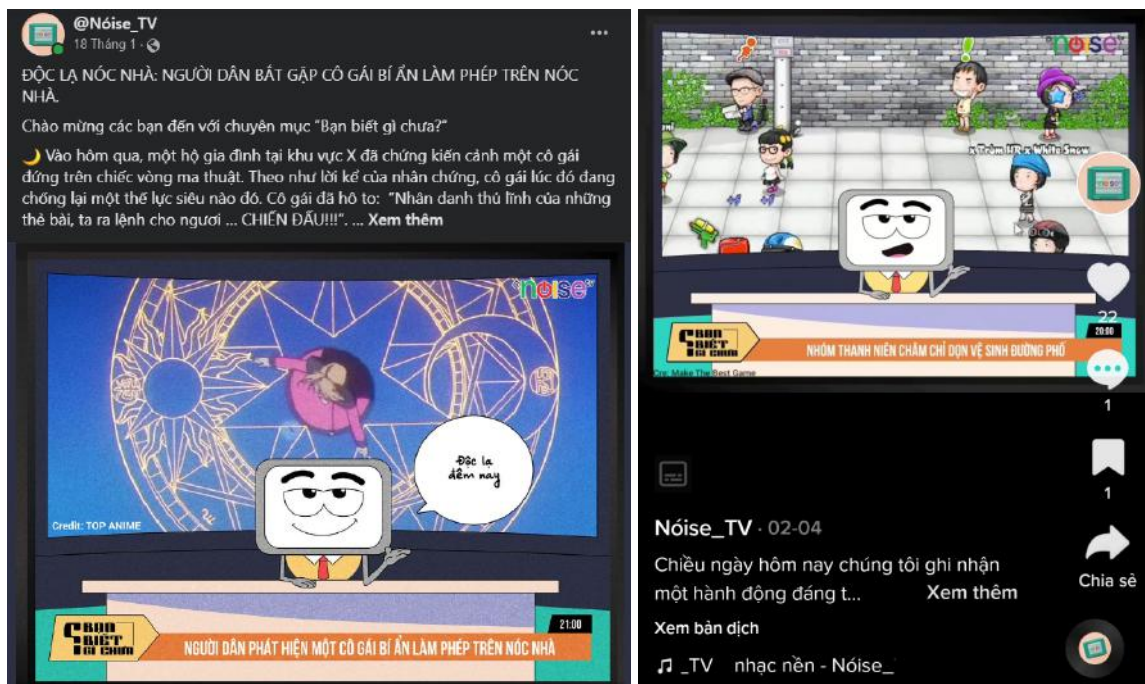 @Nóise_TV
18 Tháng 1 ·
ĐỘC LẠ NÓC NHÀ: NGƯỜI DÂN BẮT GẶP CÔ GÁI BÍ ẨN LÀM PHÉP TRÊN NÓC
NHÀ.
Chào mừng các bạn đến với chuyên mục "Bạn biết gì chưa?"
🌙 Vào hôm qua, một hộ gia đình tại khu vực X đã chứng kiến cảnh một cô gái
đứng trên chiếc vòng ma thuật. Theo như lời kể của nhân chứng, cô gái lúc đó đang
chống lại một thế lực siêu nào đó. Cô gái đã hô to: "Nhân danh thủ lĩnh của những
thẻ bài, ta ra lệnh cho ngươi ... CHIẾN ĐẤU!!!". ... Xem thêm
noise
Độc lạ
đêm nay
Credit: TOP ANIME
BẠN
BIẾT
GÌ CHƯA
21:00
NGƯỜI DÂN PHÁT HIỆN MỘT CÔ GÁI BÍ ẨN LÀM PHÉP TRÊN NÓC NHÀ
noise
x Trùm HR x White Snow
22
BẠN
BIẾT
GÌ CHƯA
20:00
NHÓM THANH NIÊN CHĂM CHỈ DỌN VỆ SINH ĐƯỜNG PHỐ
Cre: Make The Best Game
1
1
Nóise_TV · 02-04
Chiều ngày hôm nay chúng tôi ghi nhận
một hành động đáng t... Xem thêm
Chia sẻ
Xem bản dịch
_TV nhạc nền - Nóise_